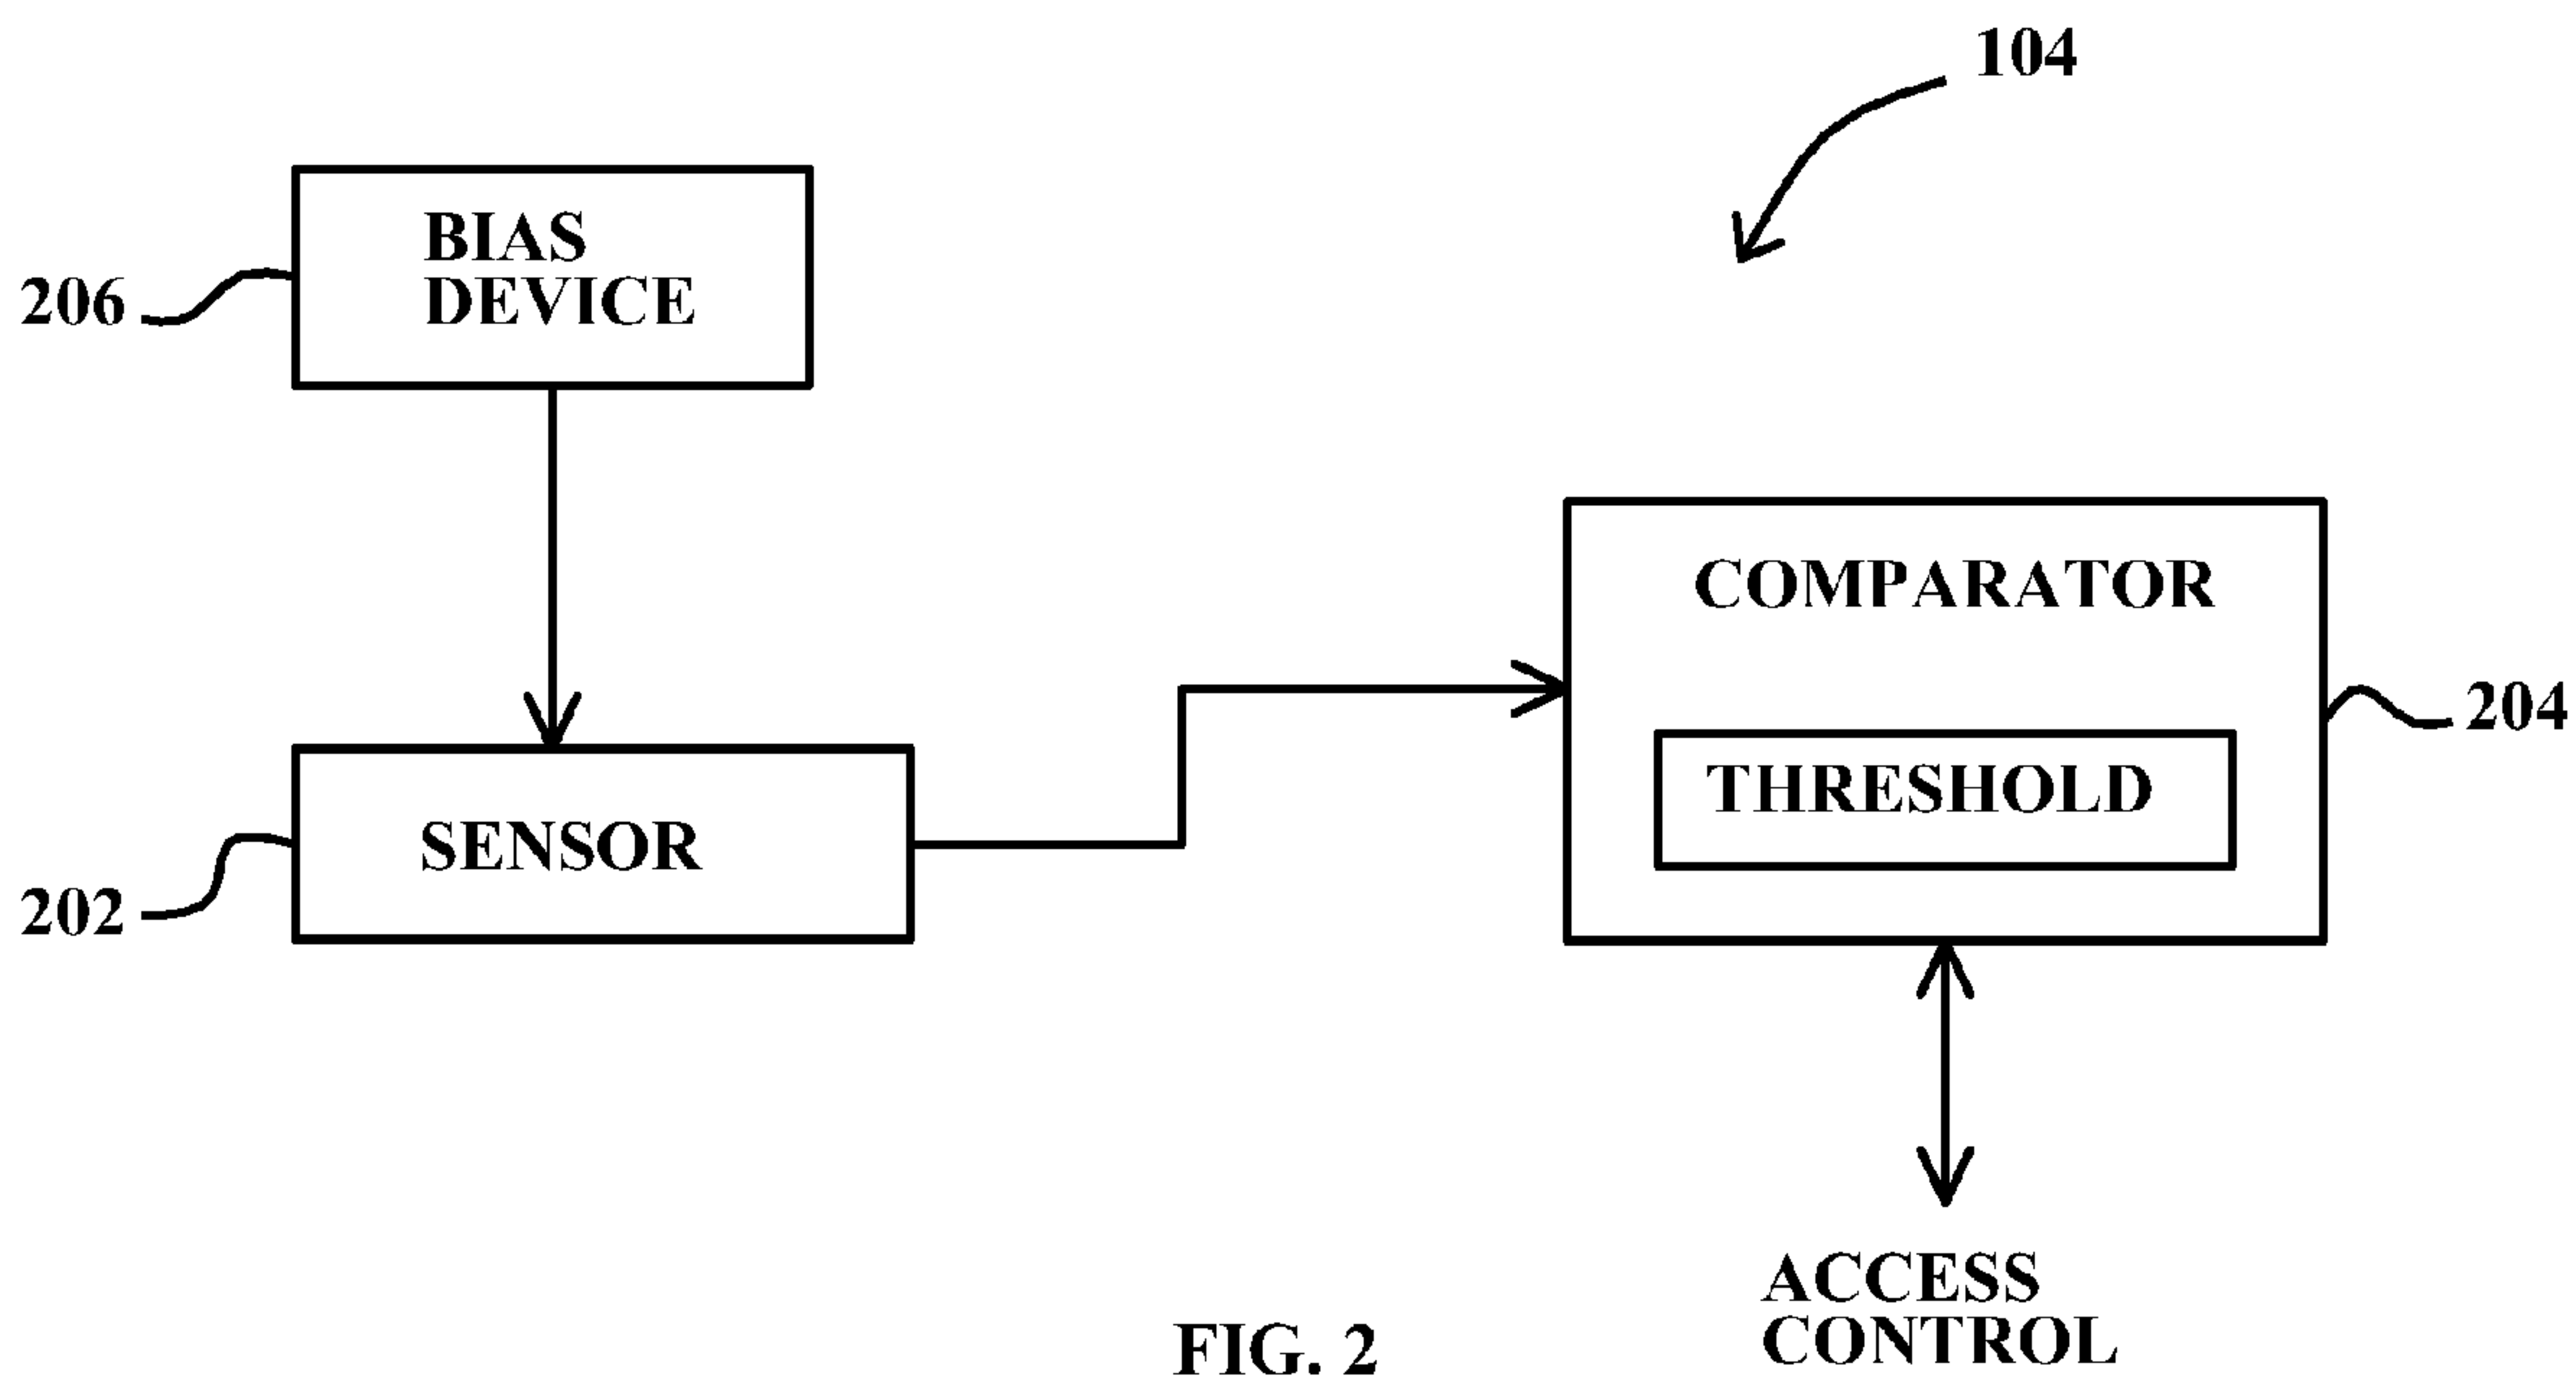 104
BIAS
DEVICE
206
COMPARATOR
204
THRESHOLD
SENSOR
202
ACCESS
CONTROL
FIG. 2